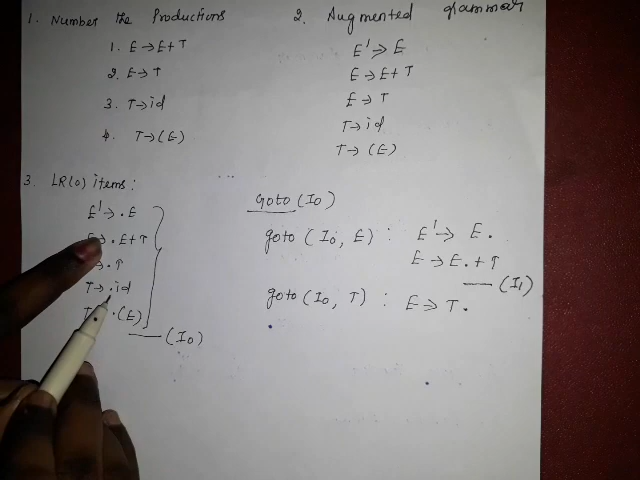 1. Number the Productions
1. E → E + T
2. E → T
3. T → id
4. T → (E)
2. Augmented grammar
E' → E
E → E + T
E → T
T → id
T → (E)
3. LR(0) items:
E' → . E
→ . E + T
→ . T
T → . id
T . (E)
(I0)
Goto (I0)
goto (I0, E) : E' → E .
E → E . + T
(I1)
goto (I0, T) : E → T .